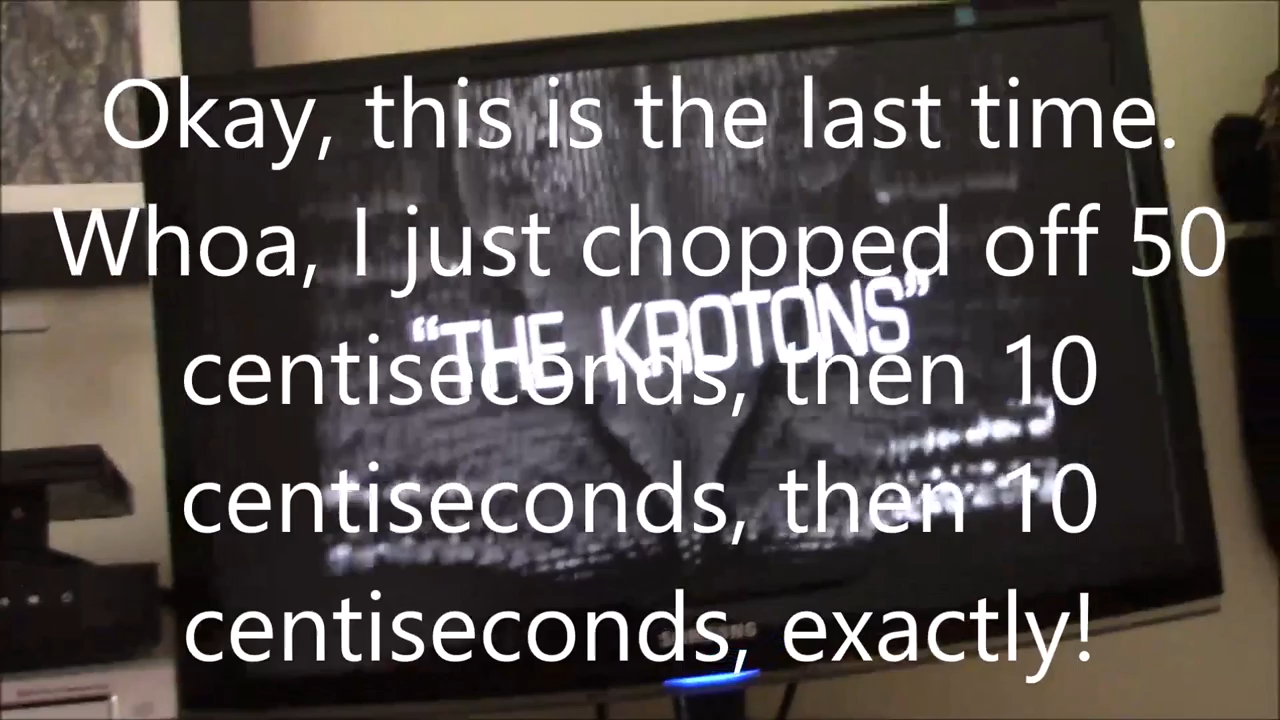 Okay, this is the last time.
Whoa, I just chopped off 50
"THE KROTONS"
centiseconds, then 10
centiseconds, then 10
centiseconds, exactly!
SAMSUNG